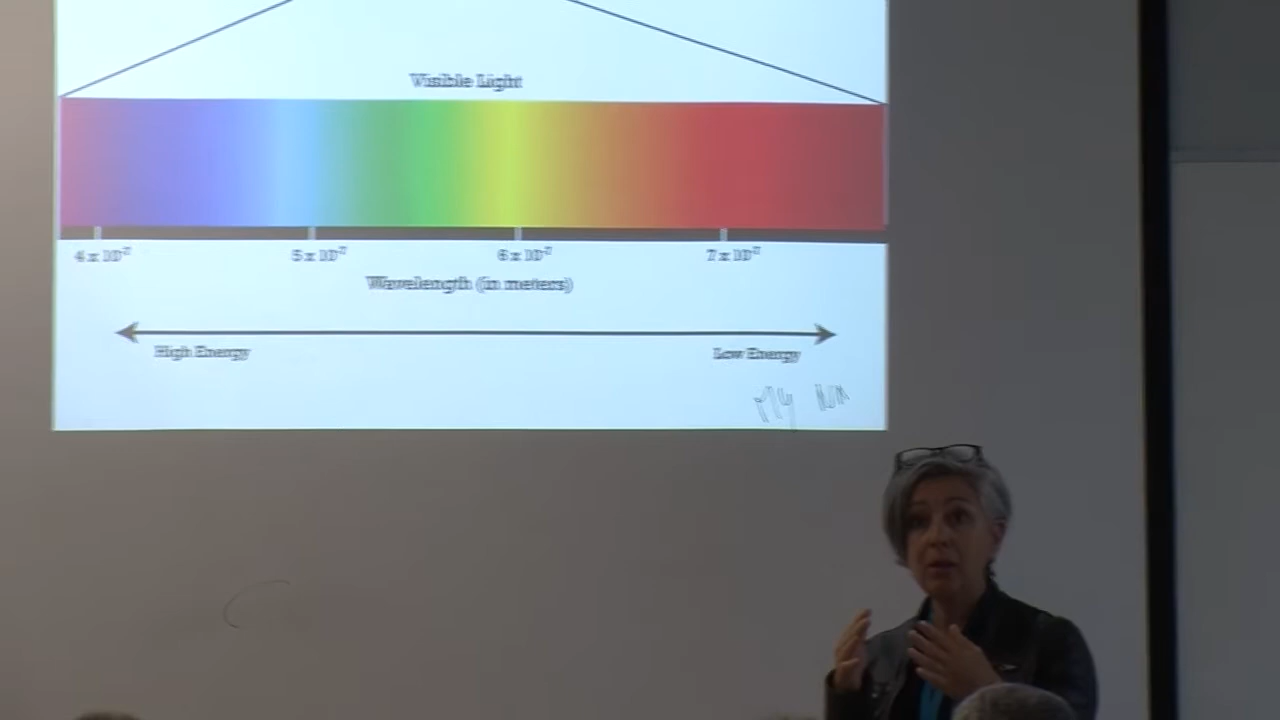 Visible Light
4 x 10⁻⁷ 5 x 10⁻⁷ 6 x 10⁻⁷ 7 x 10⁻⁷
Wavelength (in meters)
High Energy Low Energy